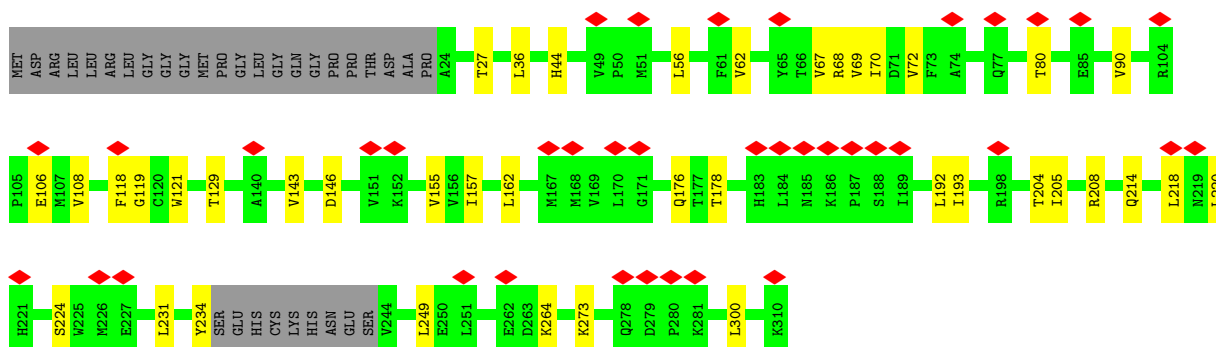 MET ASP ARG LEU LEU ARG LEU GLY GLY GLY MET PRO GLY LEU GLY GLN GLY PRO PRO THR ASP ALA PRO A24 T27 L36 H44 V49 P50 M51 L56 F61 V62 Y65 T66 V67 R68 V69 I70 D71 V72 F73 A74 Q77 T80 E85 V90 R104
P105 E106 M107 V108 F118 G119 C120 W121 T129 A140 V143 D146 V151 K152 V155 V156 I157 L162 M167 M168 V169 L170 G171 Q176 T177 T178 H183 L184 N185 K186 P187 S188 I189 L192 I193 R198 T204 I205 R208 Q214 L218 N219
H221 S224 W225 M226 E227 L231 Y234 SER GLU HIS CYS LYS HIS ASN GLU SER V244 L249 E250 L251 E262 D263 K264 K273 Q278 D279 P280 K281 L300 K310